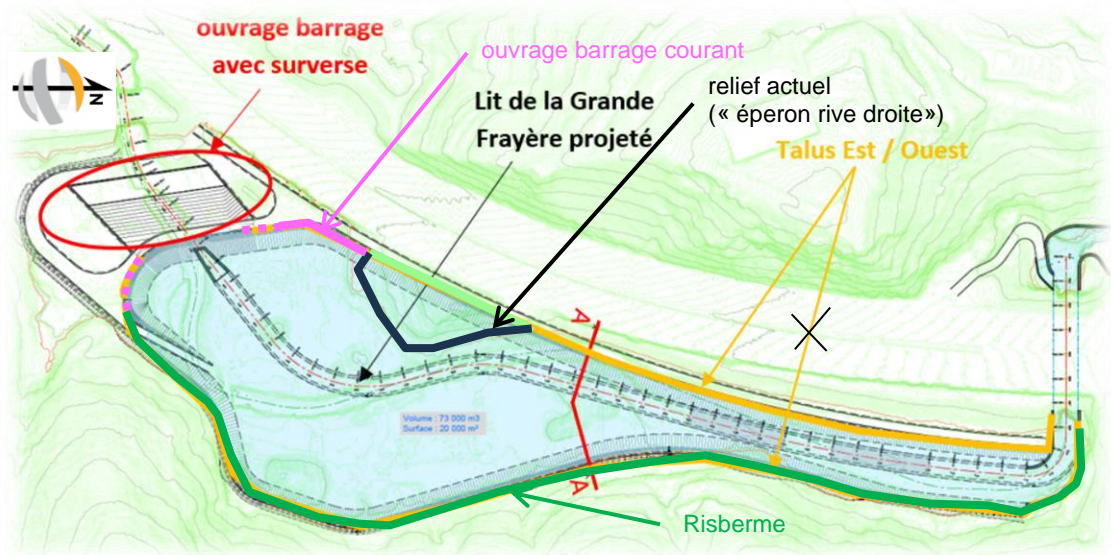 ouvrage barrage
avec surverse
ouvrage barrage courant
Lit de la Grande
Frayère projeté
relief actuel
(« éperon rive droite»)
Talus Est / Ouest
N
A
Volume : 73 000 m3
Surface : 20 000 m²
A
Risberme